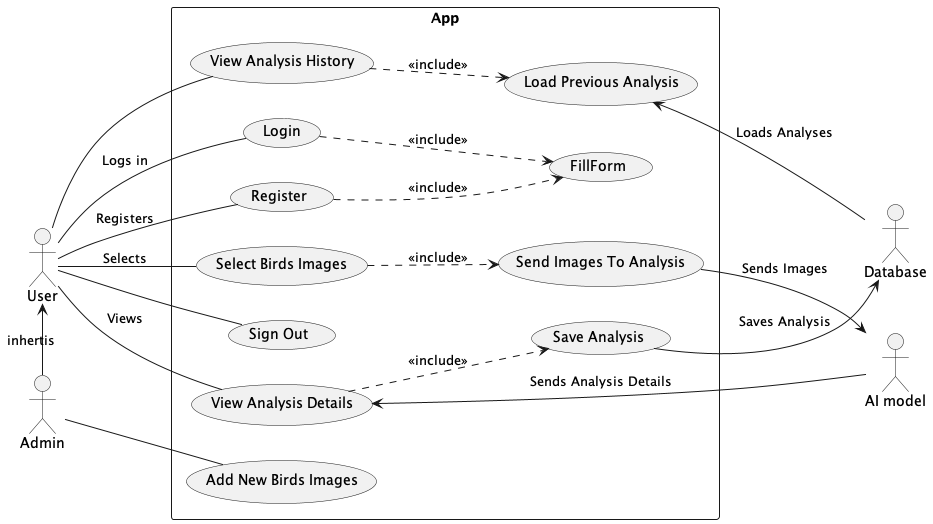 App
View Analysis History
«include»
Load Previous Analysis
Loads Analyses
Logs in
Login
«include»
FillForm
Registers
Register
«include»
Selects
Select Birds Images
«include»
Send Images To Analysis
Sends Images
Database
User
Views
Sign Out
Save Analysis
Saves Analysis
inhertis
«include»
View Analysis Details
Sends Analysis Details
AI model
Admin
Add New Birds Images